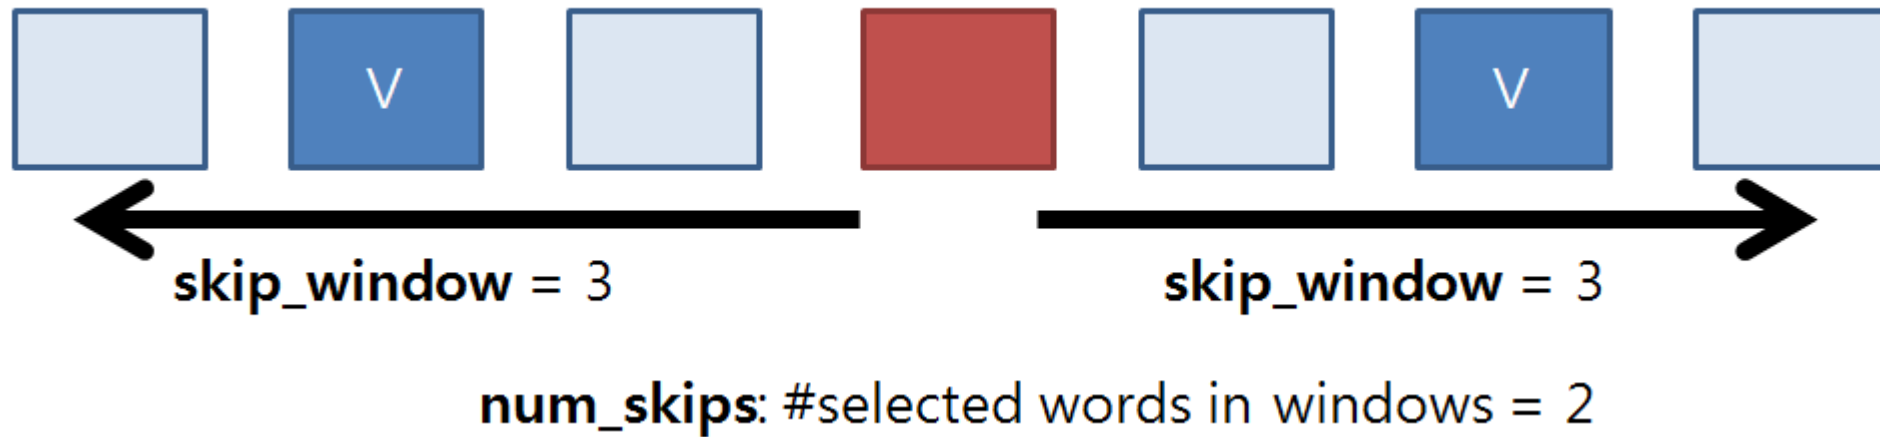 V V
skip_window = 3 skip_window = 3
num_skips: #selected words in windows = 2